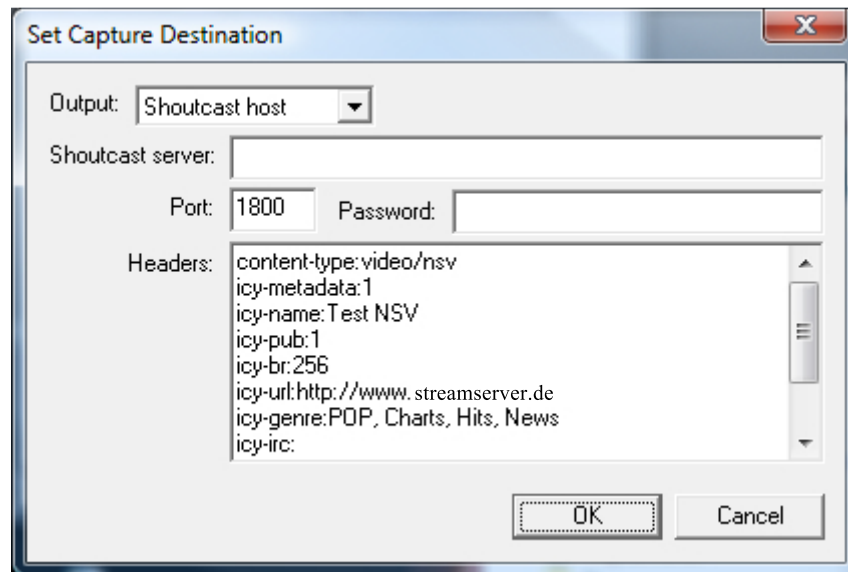 Set Capture Destination
Output: Shoutcast host
Shoutcast server:
Port: 1800 Password:
Headers: content-type:video/nsv
icy-metadata:1
icy-name:Test NSV
icy-pub:1
icy-br:256
icy-url:http://www.streamserver.de
icy-genre:POP, Charts, Hits, News
icy-irc:
OK Cancel